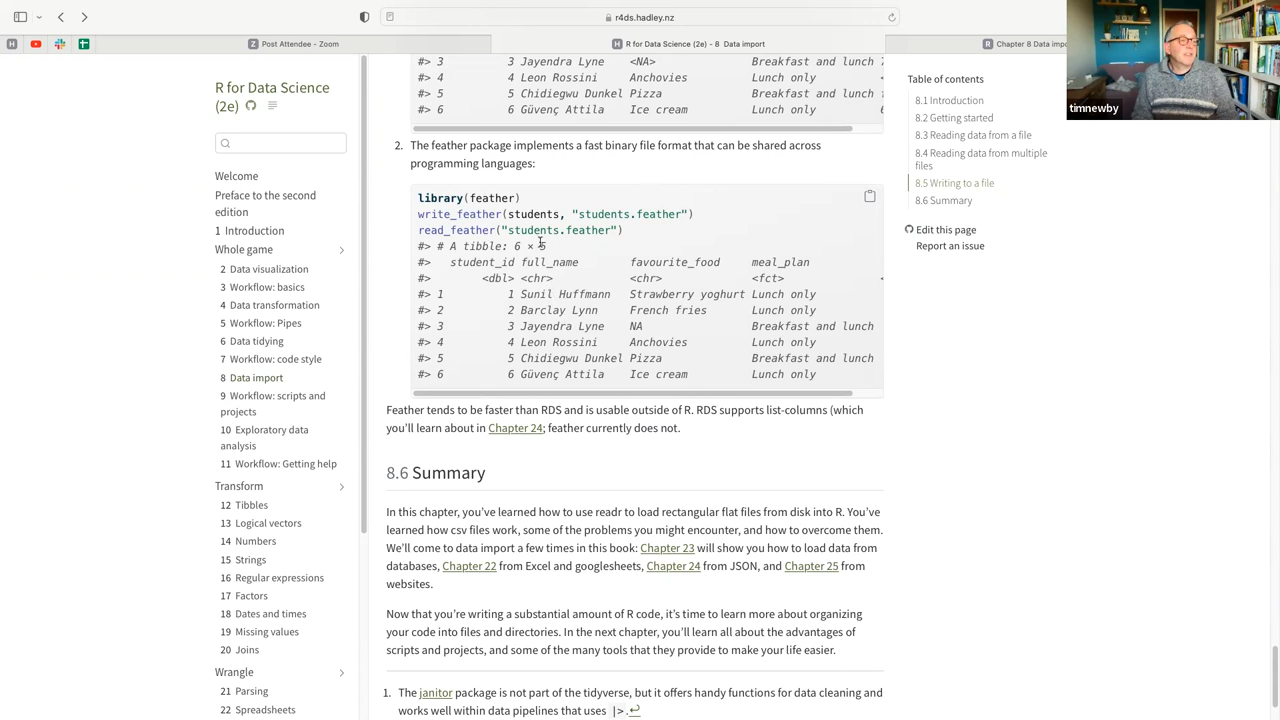 r4ds.hadley.nz
Post Attendee - Zoom
R for Data Science (2e) - 8 Data import
Chapter 8 Data impo
timnewby
R for Data Science
(2e)
Welcome
Preface to the second
edition
1 Introduction
Whole game
2 Data visualization
3 Workflow: basics
4 Data transformation
5 Workflow: Pipes
6 Data tidying
7 Workflow: code style
8 Data import
9 Workflow: scripts and
projects
10 Exploratory data
analysis
11 Workflow: Getting help
Transform
12 Tibbles
13 Logical vectors
14 Numbers
15 Strings
16 Regular expressions
17 Factors
18 Dates and times
19 Missing values
20 Joins
Wrangle
21 Parsing
22 Spreadsheets
#> 3 3 Jayendra Lyne <NA> Breakfast and lunch
#> 4 4 Leon Rossini Anchovies Lunch only
#> 5 5 Chidiegwu Dunkel Pizza Breakfast and lunch
#> 6 6 Güvenç Attila Ice cream Lunch only
2. The feather package implements a fast binary file format that can be shared across
programming languages:
library(feather)
write_feather(students, "students.feather")
read_feather("students.feather")
#> # A tibble: 6 × 5
#> student_id full_name favourite_food meal_plan
#> <dbl> <chr> <chr> <fct>
#> 1 1 Sunil Huffmann Strawberry yoghurt Lunch only
#> 2 2 Barclay Lynn French fries Lunch only
#> 3 3 Jayendra Lyne NA Breakfast and lunch
#> 4 4 Leon Rossini Anchovies Lunch only
#> 5 5 Chidiegwu Dunkel Pizza Breakfast and lunch
#> 6 6 Güvenç Attila Ice cream Lunch only
Feather tends to be faster than RDS and is usable outside of R. RDS supports list-columns (which
you'll learn about in Chapter 24; feather currently does not.
8.6 Summary
In this chapter, you've learned how to use readr to load rectangular flat files from disk into R. You've
learned how csv files work, some of the problems you might encounter, and how to overcome them.
We'll come to data import a few times in this book: Chapter 23 will show you how to load data from
databases, Chapter 22 from Excel and googlesheets, Chapter 24 from JSON, and Chapter 25 from
websites.
Now that you're writing a substantial amount of R code, it's time to learn more about organizing
your code into files and directories. In the next chapter, you'll learn all about the advantages of
scripts and projects, and some of the many tools that they provide to make your life easier.
1. The janitor package is not part of the tidyverse, but it offers handy functions for data cleaning and
works well within data pipelines that uses |>.↩
Table of contents
8.1 Introduction
8.2 Getting started
8.3 Reading data from a file
8.4 Reading data from multiple
files
8.5 Writing to a file
8.6 Summary
Edit this page
Report an issue